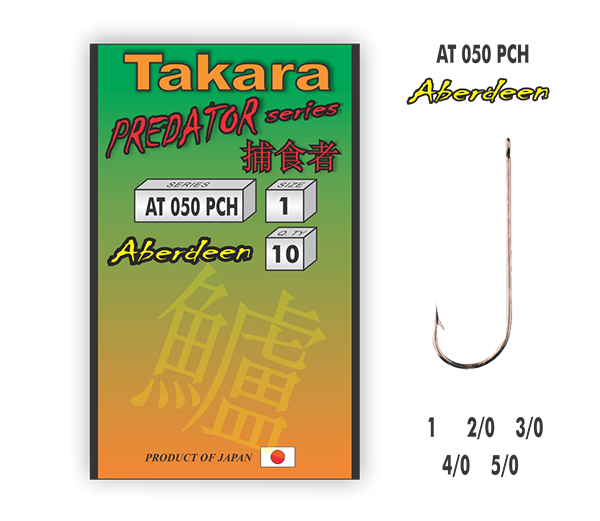 Takara
PREDATOR series
捕食者
SERIES
AT 050 PCH
SIZE
1
Aberdeen
Q. TY
10
鱸
PRODUCT OF JAPAN
AT 050 PCH
Aberdeen
1 2/0 3/0
4/0 5/0